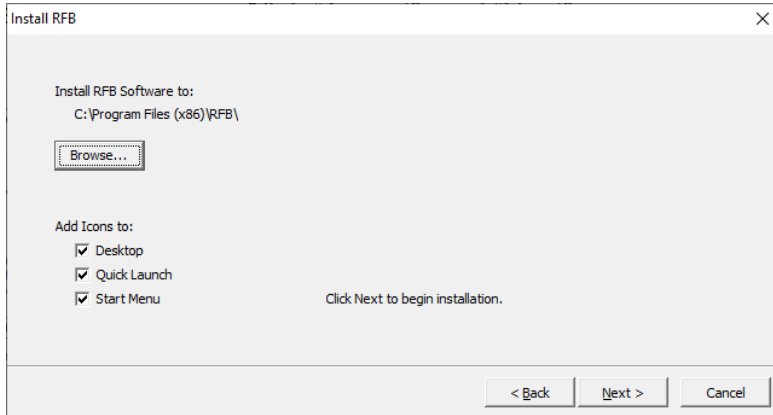 Install RFB
Install RFB Software to:
C:\Program Files (x86)\RFB\
Browse...
Add Icons to:
Desktop
Quick Launch
Start Menu
Click Next to begin installation.
< Back
Next >
Cancel